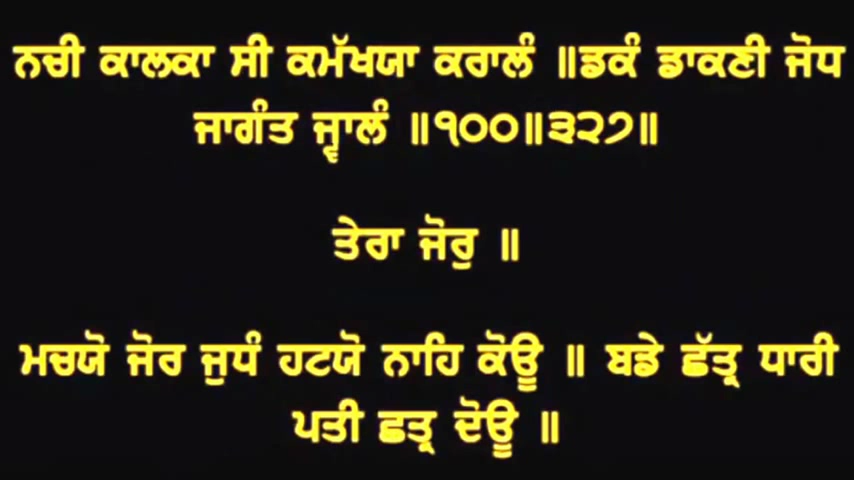 ਨਚੀ ਕਾਲਕਾ ਸੀ ਕਮੱਖਯਾ ਕਰਾਲੰ ॥ਡਕੰ ਡਾਕਣੀ ਜੋਧ
ਜਾਗੰਤ ਜ੍ਵਾਲੰ ॥੧੦੦॥੩੨੭॥
ਤੇਰਾ ਜੋਰੁ ॥
ਮਚਯੋ ਜੋਰ ਜੁਧੰ ਹਟਯੋ ਨਾਹਿ ਕੋਊ ॥ ਬਡੇ ਛੱਤ੍ਰ ਧਾਰੀ
ਪਤੀ ਛਤ੍ਰ ਦੋਊ ॥